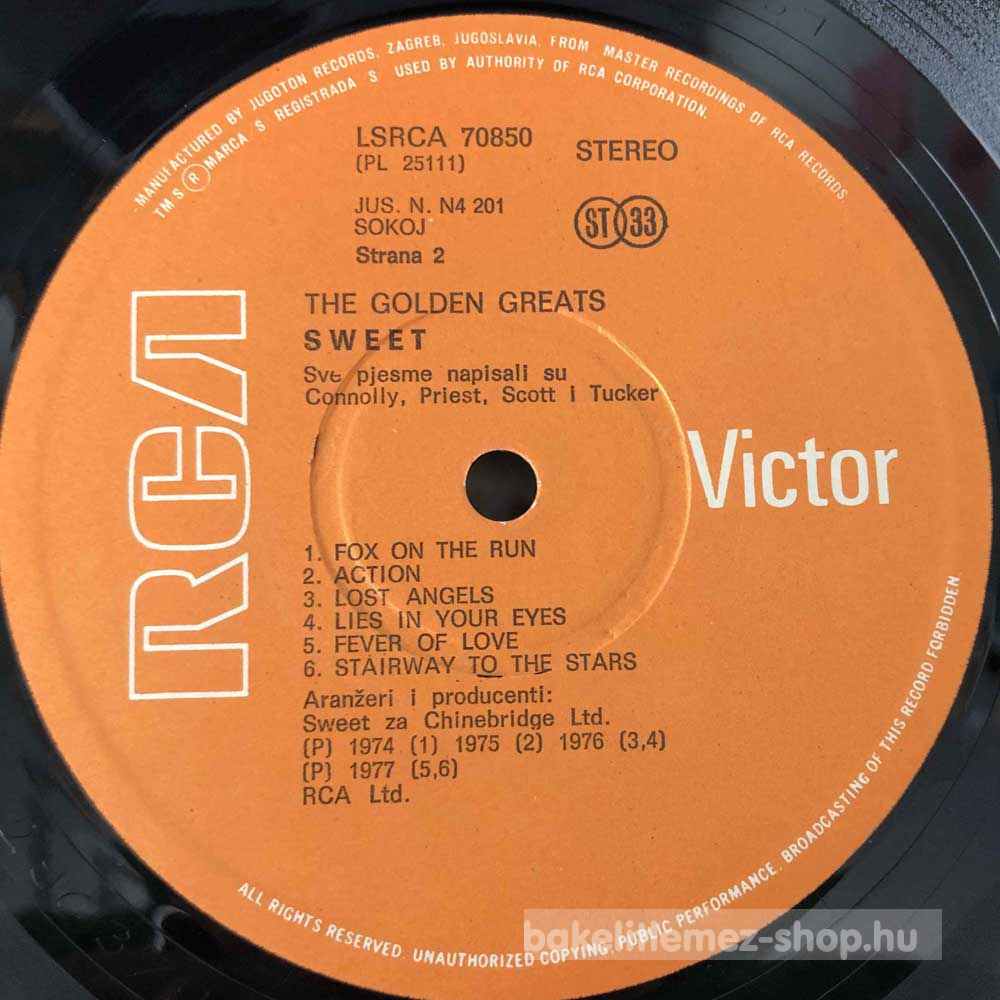 MANUFACTURED BY JUGOTON RECORDS, ZAGREB, JUGOSLAVIA, FROM MASTER RECORDINGS OF RCA RECORDS
TM S ® MARCA S REGISTRADA S USED BY AUTHORITY OF RCA CORPORATION.
LSRCA 70850
(PL 25111)
STEREO
JUS. N. N4 201
SOKOJ
ST 33
Strana 2
THE GOLDEN GREATS
SWEET
Sve pjesme napisali su
Connolly, Priest, Scott i Tucker
RCA
Victor
1. FOX ON THE RUN
2. ACTION
3. LOST ANGELS
4. LIES IN YOUR EYES
5. FEVER OF LOVE
6. STAIRWAY TO THE STARS
Aranžeri i producenti:
Sweet za Chinebridge Ltd.
(P) 1974 (1) 1975 (2) 1976 (3,4)
(P) 1977 (5,6)
RCA Ltd.
ALL RIGHTS RESERVED. UNAUTHORIZED COPYING, PUBLIC PERFORMANCE, BROADCASTING OF THIS RECORD FORBIDDEN
bakelitlemez-shop.hu